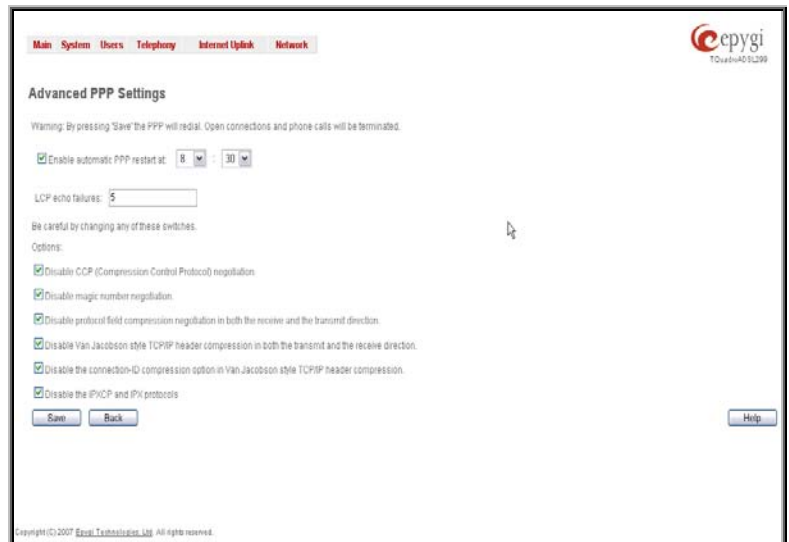 Main System Users Telephony Internet Uplink Network
epygi
Advanced PPP Settings
Warning: By pressing 'Save' the PPP will redial. Open connections and phone calls will be terminated.
Enable automatic PPP restart at: 8 : 30
LCP echo failures: 5
Be careful by changing any of these switches.
Options:
Disable CCP (Compression Control Protocol) negotiation
Disable magic number negotiation.
Disable protocol field compression negotiation in both the receive and the transmit direction.
Disable Van Jacobson style TCP/IP header compression in both the transmit and the receive direction.
Disable the connection-ID compression option in Van Jacobson style TCP/IP header compression.
Disable the IPXCP and IPX protocols
Save Back Help
Copyright (C) 2007 Epygi Technologies, Ltd. All rights reserved.